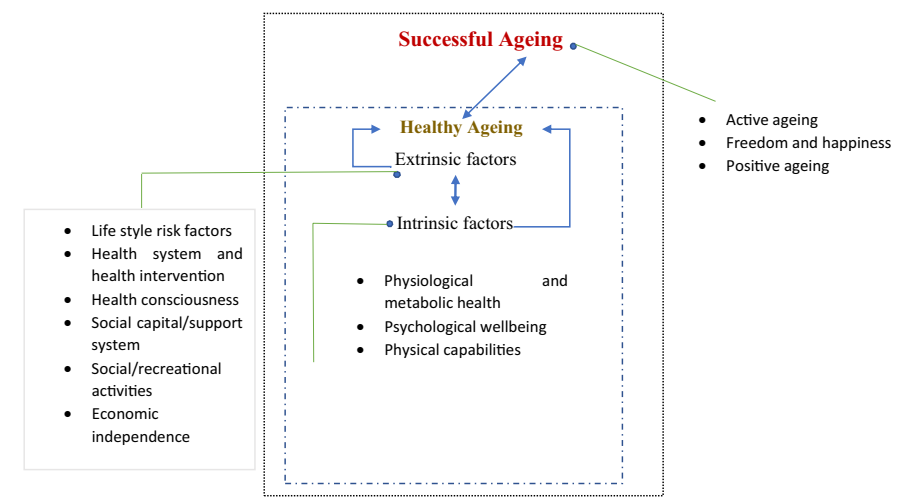 Successful Ageing
Healthy Ageing
Extrinsic factors
Intrinsic factors
• Physiological and
metabolic health
• Psychological wellbeing
• Physical capabilities
• Life style risk factors
• Health system and
health intervention
• Health consciousness
• Social capital/support
system
• Social/recreational
activities
• Economic
independence
• Active ageing
• Freedom and happiness
• Positive ageing